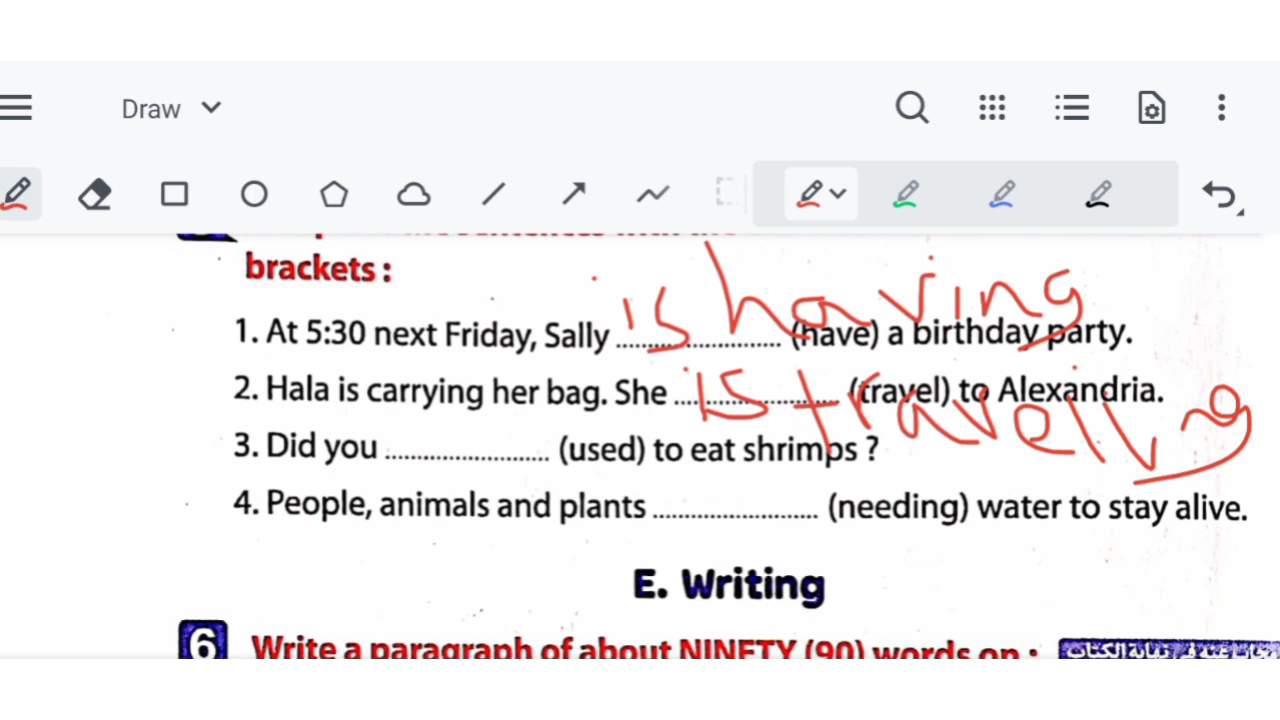 Draw
brackets :
is having
1. At 5:30 next Friday, Sally ........................ (have) a birthday party.
is travellvg
2. Hala is carrying her bag. She ........................ (travel) to Alexandria.
3. Did you ........................ (used) to eat shrimps ?
4. People, animals and plants ........................ (needing) water to stay alive.
E. Writing
6 Write a paragraph of about NINETY (90) words on :